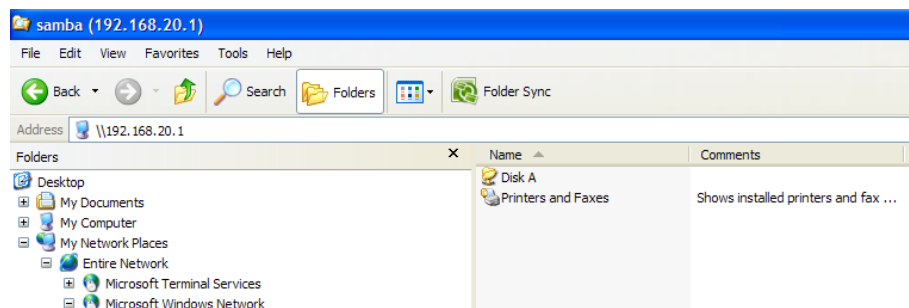 samba (192.168.20.1)
File Edit View Favorites Tools Help
Back Search Folders Folder Sync
Address \\192.168.20.1
Folders X Name Comments
Desktop
My Documents
My Computer
My Network Places
Entire Network
Microsoft Terminal Services
Microsoft Windows Network
Disk A
Printers and Faxes Shows installed printers and fax ...